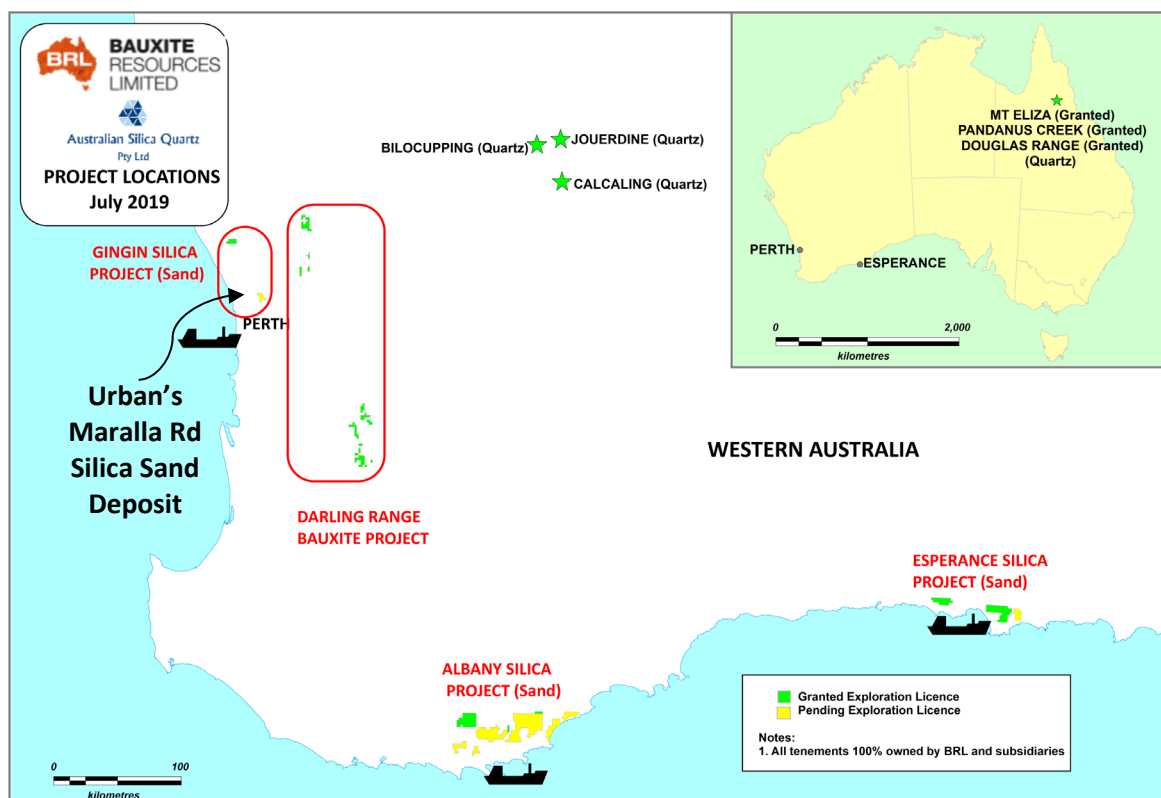 BRL
BAUXITE
RESOURCES
LIMITED
Australian Silica Quartz
Pty Ltd
PROJECT LOCATIONS
July 2019
BILOCUPPING (Quartz)
JOUERDINE (Quartz)
CALCALING (Quartz)
GINGIN SILICA
PROJECT (Sand)
PERTH
Urban’s
Maralla Rd
Silica Sand
Deposit
DARLING RANGE
BAUXITE PROJECT
WESTERN AUSTRALIA
MT ELIZA (Granted)
PANDANUS CREEK (Granted)
DOUGLAS RANGE (Granted)
(Quartz)
PERTH
ESPERANCE
0 2,000
kilometres
ESPERANCE SILICA
PROJECT (Sand)
ALBANY SILICA
PROJECT (Sand)
Granted Exploration Licence
Pending Exploration Licence
Notes:
1. All tenements 100% owned by BRL and subsidiaries
0 100
kilometres